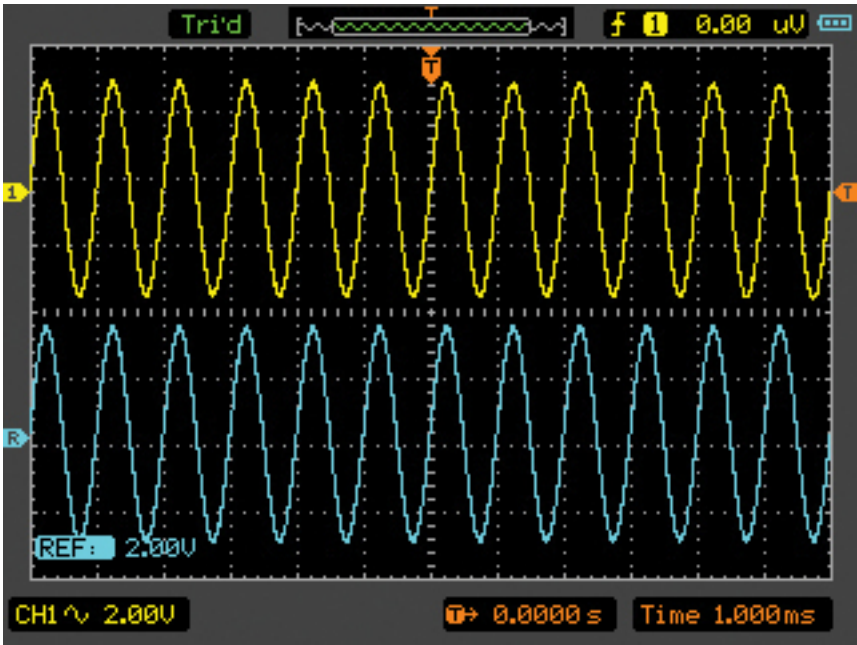 T
Tri'd 1 0.00 uV
T
1 T
R
REF: 2.00V
CH1 ∿ 2.00V T→ 0.0000s Time 1.000ms